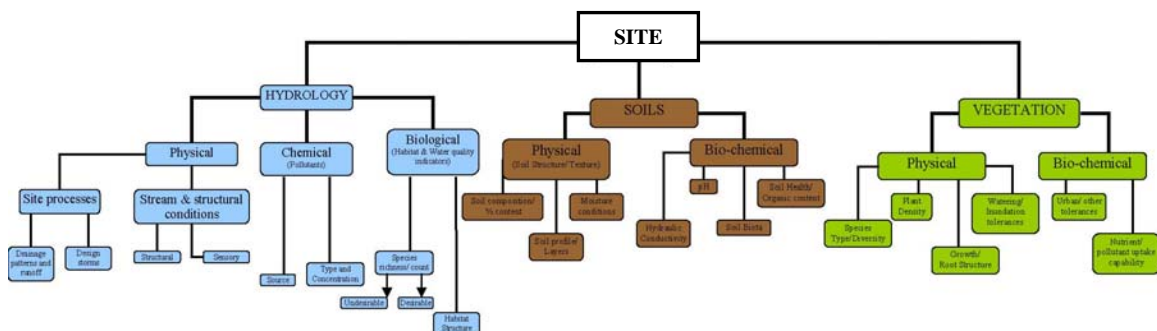 SITE
HYDROLOGY
SOILS
VEGETATION
Physical
Chemical
(Pollutants)
Biological
(Habitat & Water quality
indicators)
Physical
(Soil Structure/Texture)
Bio-chemical
Physical
Bio-chemical
Site processes
Stream & structural
conditions
Soil composition/
% content
Moisture
conditions
pH
Soil Health/
Organic content
Plant
Density
Watering/
Inundation
tolerances
Urban/ other
tolerances
Drainage
patterns and
runoff
Design
storms
Structural
Sensory
Source
Type and
Concentration
Species
richness/ count
Undesirable
Desirable
Habitat
Structure
Soil profile/
Layers
Hydraulic
Conductivity
Soil Biota
Species
Type/Diversity
Growth/
Root Structure
Nutrient/
pollutant uptake
capability